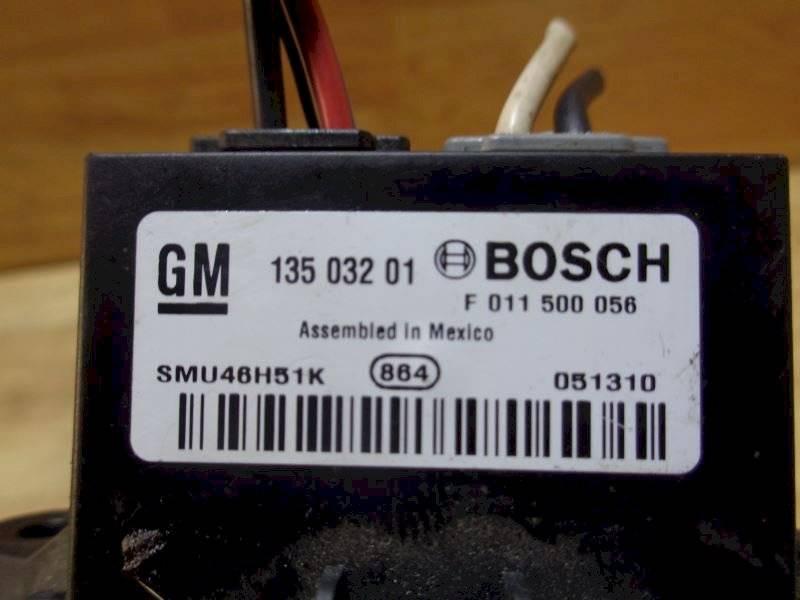 GM 135 032 01 BOSCH
F 011 500 056
Assembled in Mexico
SMU46H51K 864 051310